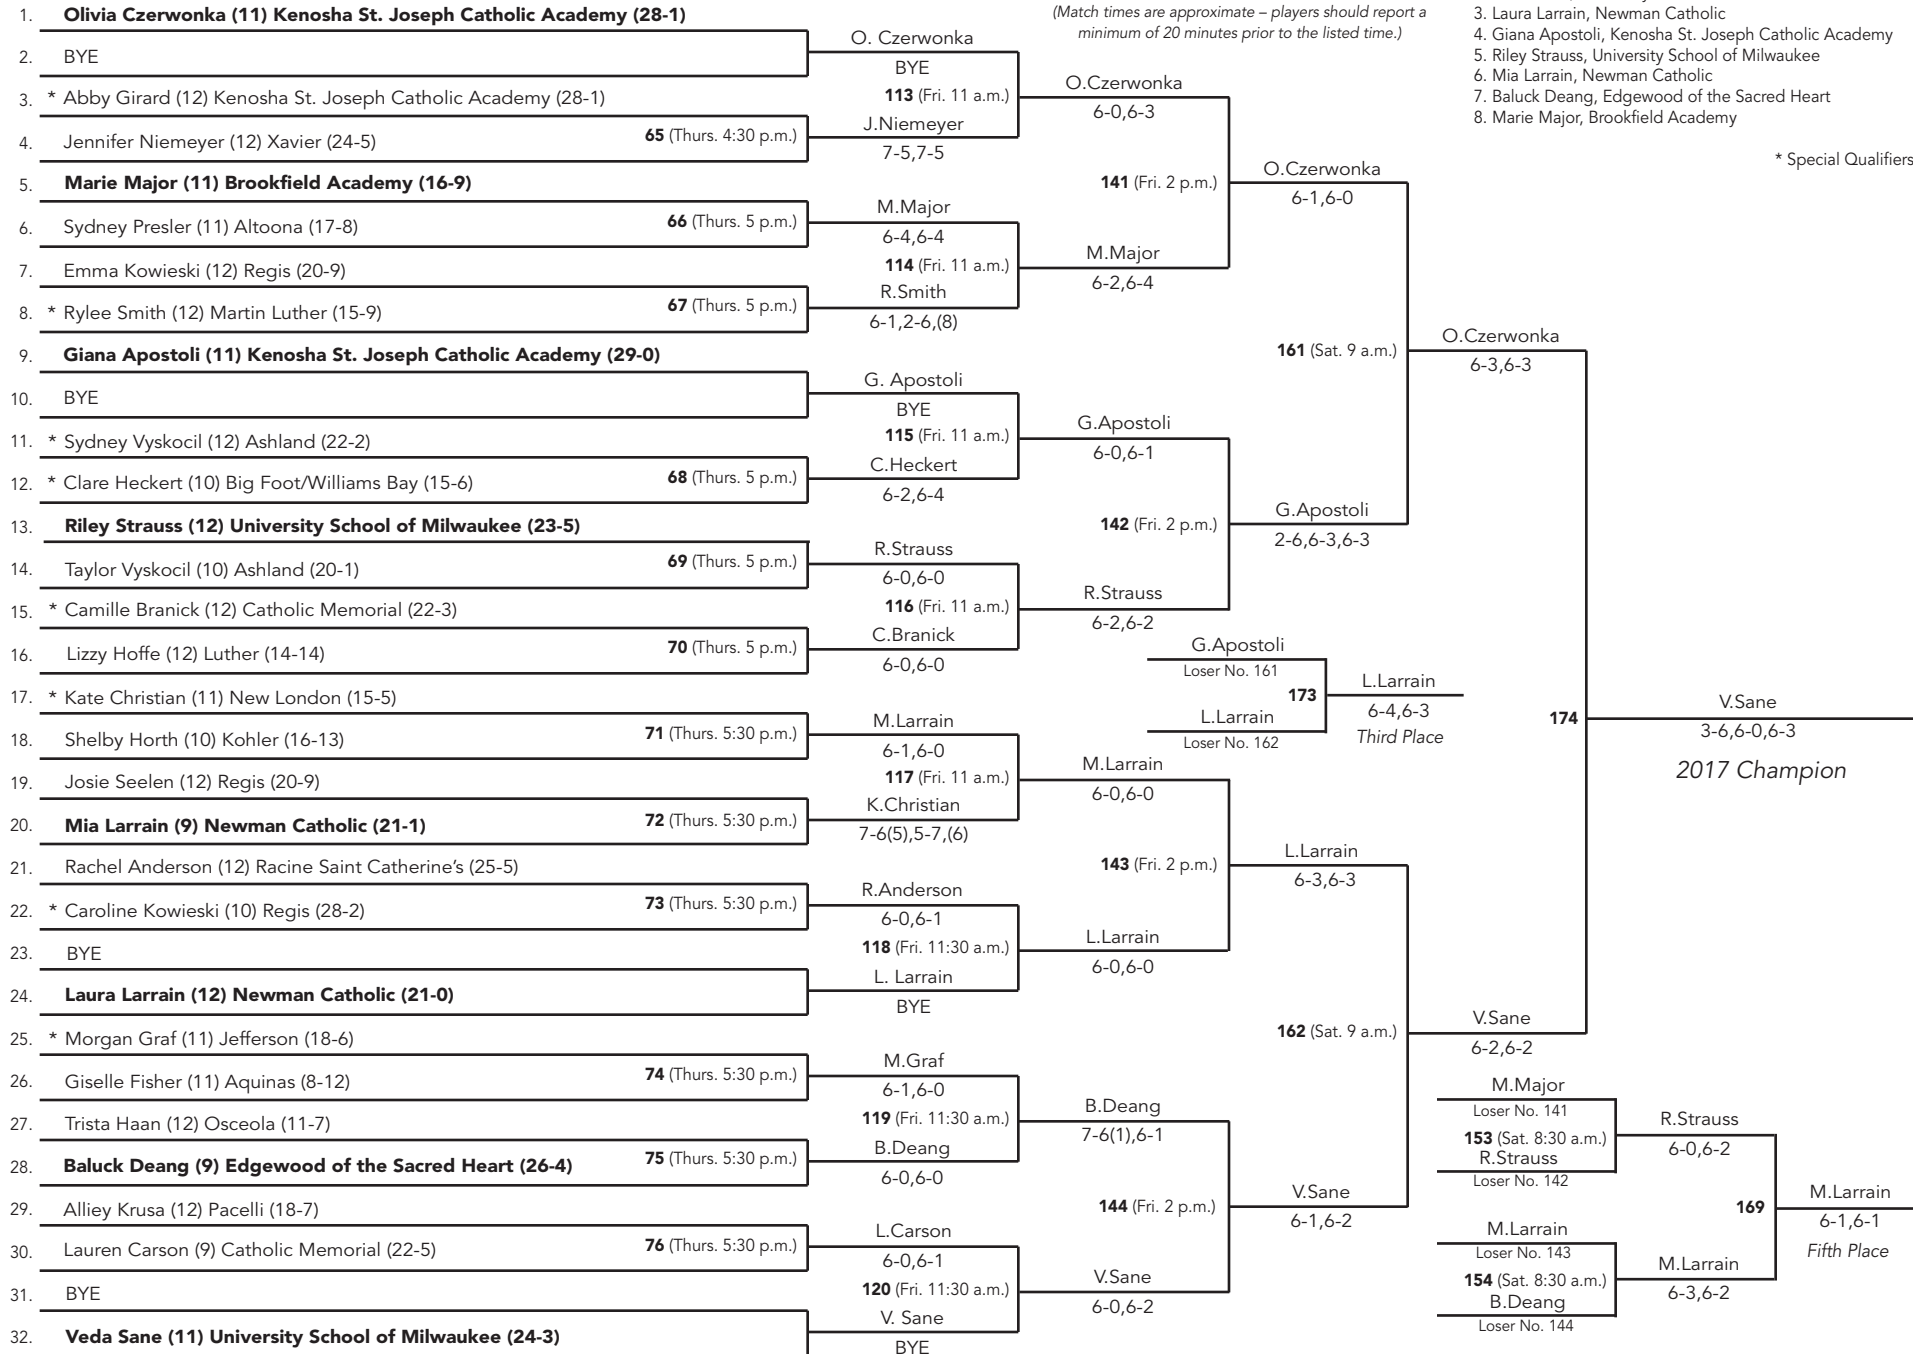 1. Olivia Czerwonka (11) Kenosha St. Joseph Catholic Academy (28-1)
2. BYE
3. * Abby Girard (12) Kenosha St. Joseph Catholic Academy (28-1)
4. Jennifer Niemeyer (12) Xavier (24-5)
5. Marie Major (11) Brookfield Academy (16-9)
6. Sydney Presler (11) Altoona (17-8)
7. Emma Kowieski (12) Regis (20-9)
8. * Rylee Smith (12) Martin Luther (15-9)
9. Giana Apostoli (11) Kenosha St. Joseph Catholic Academy (29-0)
10. BYE
11. * Sydney Vyskocil (12) Ashland (22-2)
12. * Clare Heckert (10) Big Foot/Williams Bay (15-6)
13. Riley Strauss (12) University School of Milwaukee (23-5)
14. Taylor Vyskocil (10) Ashland (20-1)
15. * Camille Branick (12) Catholic Memorial (22-3)
16. Lizzy Hoffe (12) Luther (14-14)
17. * Kate Christian (11) New London (15-5)
18. Shelby Horth (10) Kohler (16-13)
19. Josie Seelen (12) Regis (20-9)
20. Mia Larrain (9) Newman Catholic (21-1)
21. Rachel Anderson (12) Racine Saint Catherine's (25-5)
22. * Caroline Kowieski (10) Regis (28-2)
23. BYE
24. Laura Larrain (12) Newman Catholic (21-0)
25. * Morgan Graf (11) Jefferson (18-6)
26. Giselle Fisher (11) Aquinas (8-12)
27. Trista Haan (12) Osceola (11-7)
28. Baluck Deang (9) Edgewood of the Sacred Heart (26-4)
29. Alliey Krusa (12) Pacelli (18-7)
30. Lauren Carson (9) Catholic Memorial (22-5)
31. BYE
32. Veda Sane (11) University School of Milwaukee (24-3)
65 (Thurs. 4:30 p.m.)
66 (Thurs. 5 p.m.)
67 (Thurs. 5 p.m.)
68 (Thurs. 5 p.m.)
69 (Thurs. 5 p.m.)
70 (Thurs. 5 p.m.)
71 (Thurs. 5:30 p.m.)
72 (Thurs. 5:30 p.m.)
73 (Thurs. 5:30 p.m.)
74 (Thurs. 5:30 p.m.)
75 (Thurs. 5:30 p.m.)
76 (Thurs. 5:30 p.m.)
O. Czerwonka
BYE
113 (Fri. 11 a.m.)
J.Niemeyer
7-5,7-5
M.Major
6-4,6-4
114 (Fri. 11 a.m.)
R.Smith
6-1,2-6,(8)
G. Apostoli
BYE
115 (Fri. 11 a.m.)
C.Heckert
6-2,6-4
R.Strauss
6-0,6-0
116 (Fri. 11 a.m.)
C.Branick
6-0,6-0
M.Larrain
6-1,6-0
117 (Fri. 11 a.m.)
K.Christian
7-6(5),5-7,(6)
R.Anderson
6-0,6-1
118 (Fri. 11:30 a.m.)
L. Larrain
BYE
M.Graf
6-1,6-0
119 (Fri. 11:30 a.m.)
B.Deang
6-0,6-0
L.Carson
6-0,6-1
120 (Fri. 11:30 a.m.)
V. Sane
BYE
(Match times are approximate – players should report a
minimum of 20 minutes prior to the listed time.)
O.Czerwonka
6-0,6-3
141 (Fri. 2 p.m.)
M.Major
6-2,6-4
G.Apostoli
6-0,6-1
142 (Fri. 2 p.m.)
R.Strauss
6-2,6-2
M.Larrain
6-0,6-0
143 (Fri. 2 p.m.)
L.Larrain
6-0,6-0
B.Deang
7-6(1),6-1
144 (Fri. 2 p.m.)
V.Sane
6-0,6-2
O.Czerwonka
6-1,6-0
161 (Sat. 9 a.m.)
G.Apostoli
2-6,6-3,6-3
L.Larrain
6-3,6-3
162 (Sat. 9 a.m.)
V.Sane
6-1,6-2
G.Apostoli
Loser No. 161
173
L.Larrain
Loser No. 162
L.Larrain
6-4,6-3
Third Place
O.Czerwonka
6-3,6-3
174
V.Sane
6-2,6-2
V.Sane
3-6,6-0,6-3
2017 Champion
M.Major
Loser No. 141
153 (Sat. 8:30 a.m.)
R.Strauss
Loser No. 142
M.Larrain
Loser No. 143
154 (Sat. 8:30 a.m.)
B.Deang
Loser No. 144
R.Strauss
6-0,6-2
169
M.Larrain
6-3,6-2
M.Larrain
6-1,6-1
Fifth Place
3. Laura Larrain, Newman Catholic
4. Giana Apostoli, Kenosha St. Joseph Catholic Academy
5. Riley Strauss, University School of Milwaukee
6. Mia Larrain, Newman Catholic
7. Baluck Deang, Edgewood of the Sacred Heart
8. Marie Major, Brookfield Academy
* Special Qualifiers